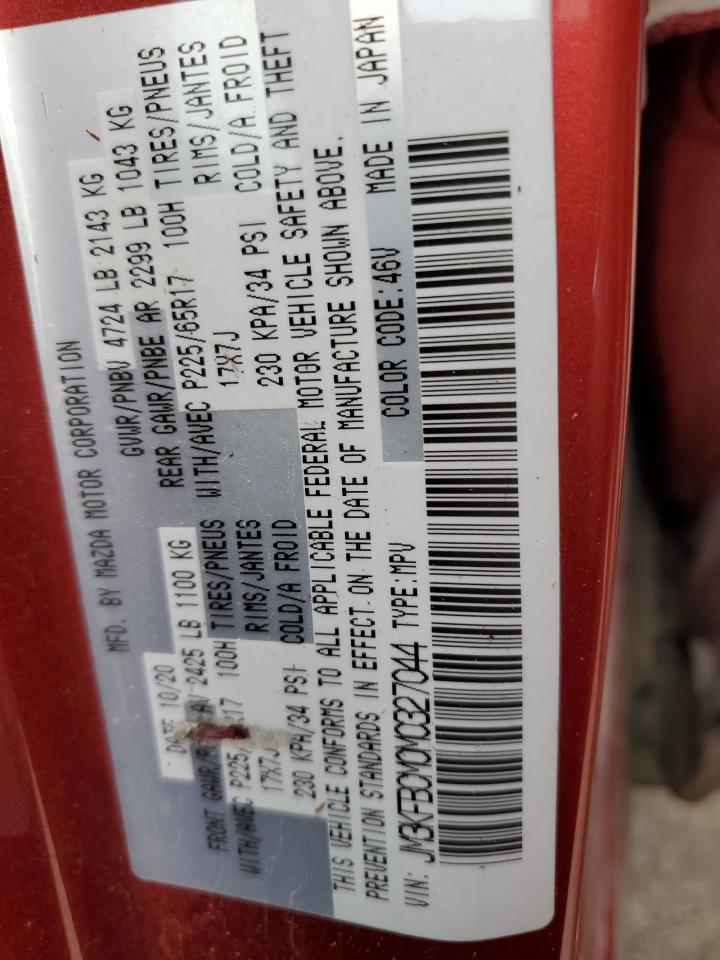 MFD. BY MAZDA MOTOR CORPORATION
DATE 10/20 GVWR/PNBV 4724 LB 2143 KG
FRONT AV 2425 LB 1100 KG REAR GAWR/PNBE AR 2299 LB 1043 KG
WITH/AVEC 100H TIRES/PNEUS WITH/AVEC P225/65R17 100H TIRES/PNEUS
17X7J RIMS/JANTES 17X7J RIMS/JANTES
230 KPA/34 PSI COLD/A FROID 230 KPA/34 PSI COLD/A FROID
THIS VEHICLE CONFORMS TO ALL APPLICABLE FEDERAL MOTOR VEHICLE SAFETY AND THEFT
PREVENTION STANDARDS IN EFFECT ON THE DATE OF MANUFACTURE SHOWN ABOVE.
VIN: JM3KFBCY0M0327044 TYPE:MPV COLOR CODE:46V MADE IN JAPAN